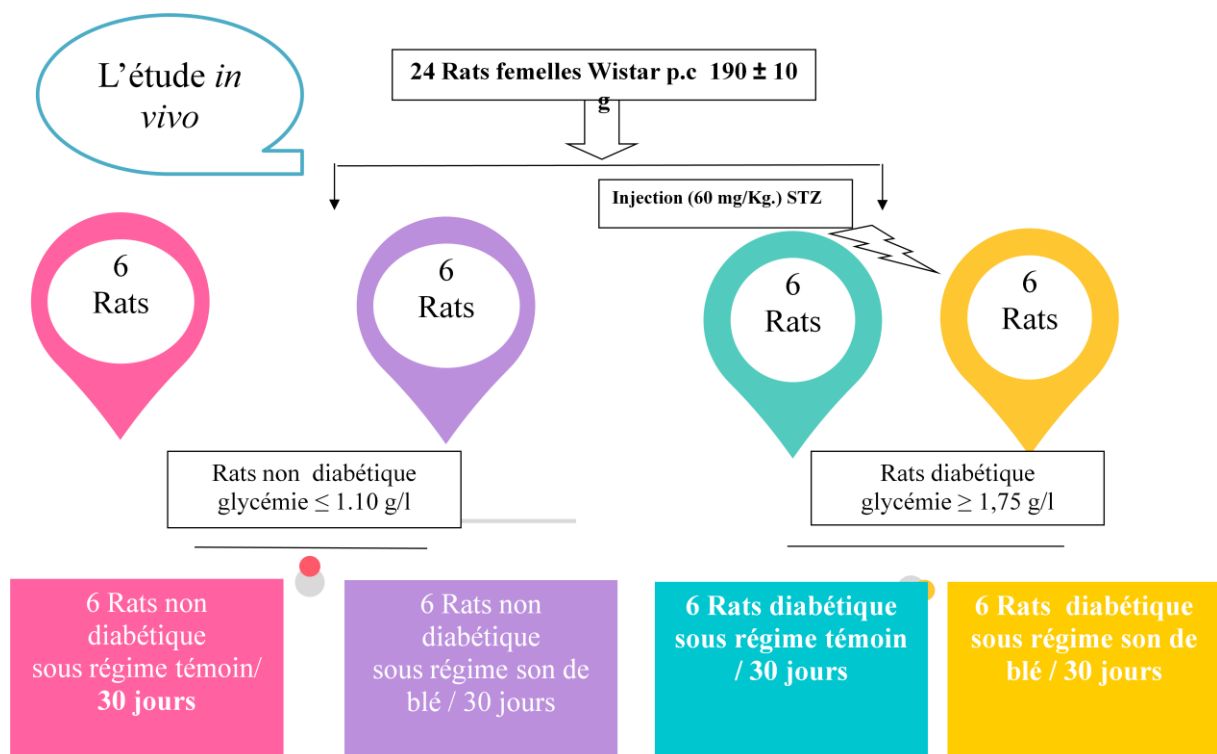 L’étude in
vivo
24 Rats femelles Wistar p.c 190 ± 10
g
Injection (60 mg/Kg.) STZ
6
Rats
6
Rats
6
Rats
6
Rats
Rats non diabétique
glycémie ≤ 1.10 g/l
Rats diabétique
glycémie ≥ 1,75 g/l
6 Rats non
diabétique
sous régime témoin/
30 jours
6 Rats non
diabétique
sous régime son de
blé / 30 jours
6 Rats diabétique
sous régime témoin
/ 30 jours
6 Rats diabétique
sous régime son de
blé / 30 jours